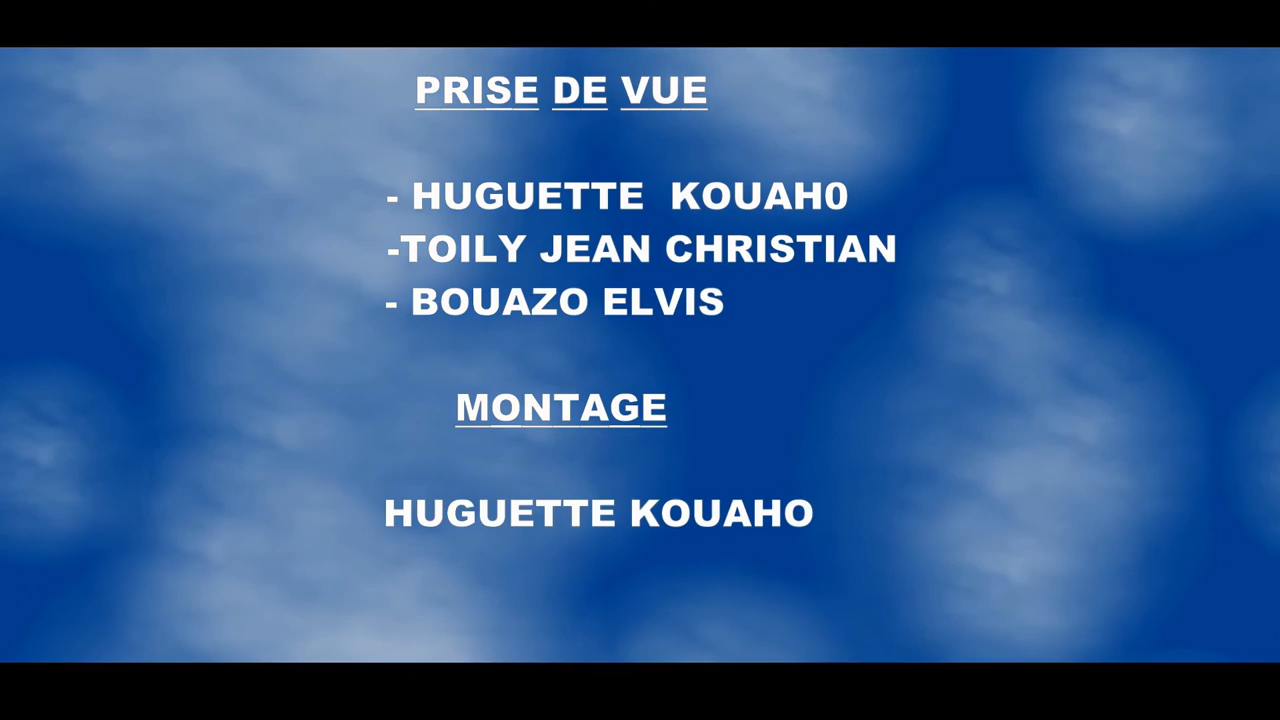 PRISE DE VUE
- HUGUETTE  KOUAH0
-TOILY JEAN CHRISTIAN
- BOUAZO ELVIS
MONTAGE
HUGUETTE KOUAHO